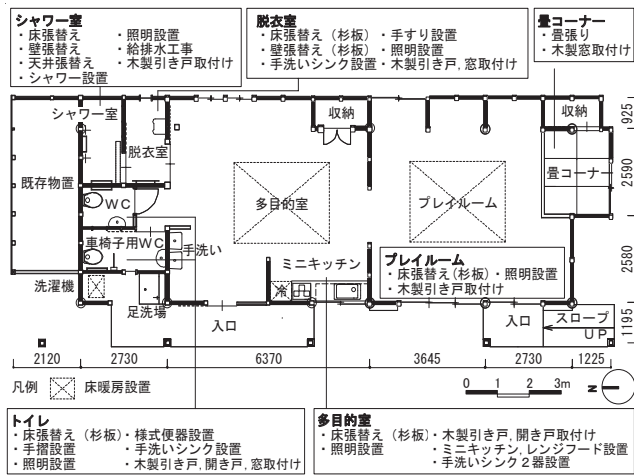 シャワー室
・床張替え ・照明設置
・壁張替え ・給排水工事
・天井張替え ・木製引き戸取付け
・シャワー設置
脱衣室
・床張替え（杉板）・手すり設置
・壁張替え（杉板）・照明設置
・手洗いシンク設置・木製引き戸,窓取付け
畳コーナー
・畳張り
・木製窓取付け
シャワー室
収納
収納
脱衣室
既存物置
畳コーナー
多目的室
プレイルーム
WC
車椅子用WC
手洗い
ミニキッチン
冷
洗濯機
足洗場
入口
入口
スロープ
UP
プレイルーム
・床張替え(杉板)・照明設置
・木製引き戸取付け
925
2590
2580
1195
2120 2730 6370 3645 2730 1225
凡例 床暖房設置
0 1 2 3m
N
トイレ
・床張替え（杉板）・様式便器設置
・手摺設置 ・手洗いシンク設置
・照明設置 ・木製引き戸,開き戸,窓取付け
多目的室
・床張替え（杉板）・木製引き戸,開き戸取付け
・照明設置 ・ミニキッチン,レンジフード設置
・手洗いシンク２器設置